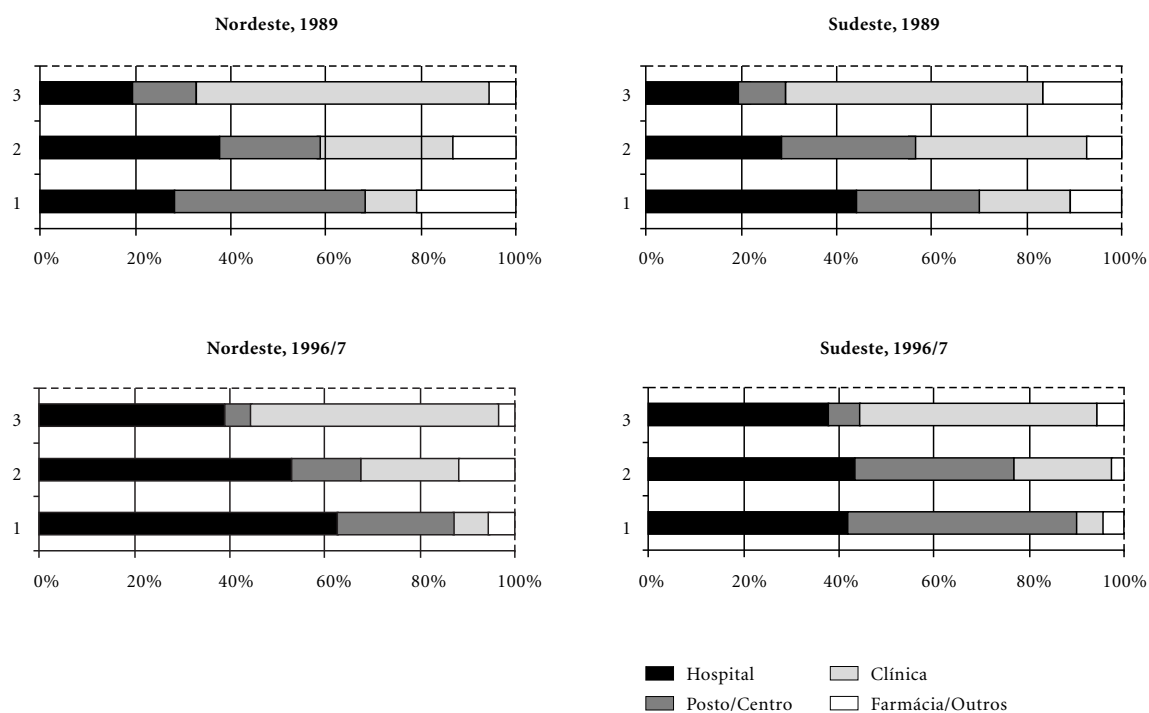 Nordeste, 1989
3
2
1
0% 20% 40% 60% 80% 100%
Sudeste, 1989
3
2
1
0% 20% 40% 60% 80% 100%
Nordeste, 1996/7
3
2
1
0% 20% 40% 60% 80% 100%
Sudeste, 1996/7
3
2
1
0% 20% 40% 60% 80% 100%
Hospital
Posto/Centro
Clínica
Farmácia/Outros